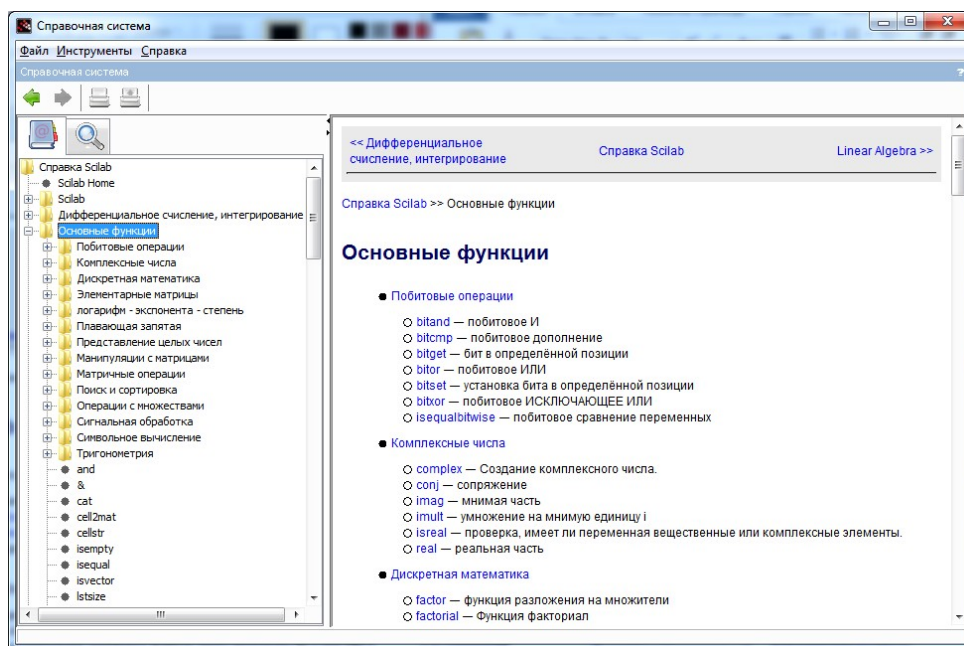 Справочная система
Файл Инструменты Справка
Справочная система
?
Справка Scilab
Scilab Home
Scilab
Дифференциальное счисление, интегрирование
Основные функции
Побитовые операции
Комплексные числа
Дискретная математика
Элементарные матрицы
логарифм - экспонента - степень
Плавающая запятая
Представление целых чисел
Манипуляции с матрицами
Матричные операции
Поиск и сортировка
Операции с множествами
Сигнальная обработка
Символьное вычисление
Тригонометрия
and
&
cat
cell2mat
cellstr
isempty
isequal
isvector
lstsize
<< Дифференциальное
счисление, интегрирование
Справка Scilab
Linear Algebra >>
Справка Scilab >> Основные функции
Основные функции
Побитовые операции
bitand — побитовое И
bitcmp — побитовое дополнение
bitget — бит в определённой позиции
bitor — побитовое ИЛИ
bitset — установка бита в определённой позиции
bitxor — побитовое ИСКЛЮЧАЮЩЕЕ ИЛИ
isequalbitwise — побитовое сравнение переменных
Комплексные числа
complex — Создание комплексного числа.
conj — сопряжение
imag — мнимая часть
imult — умножение на мнимую единицу i
isreal — проверка, имеет ли переменная вещественные или комплексные элементы.
real — реальная часть
Дискретная математика
factor — функция разложения на множители
factorial — Функция факториал